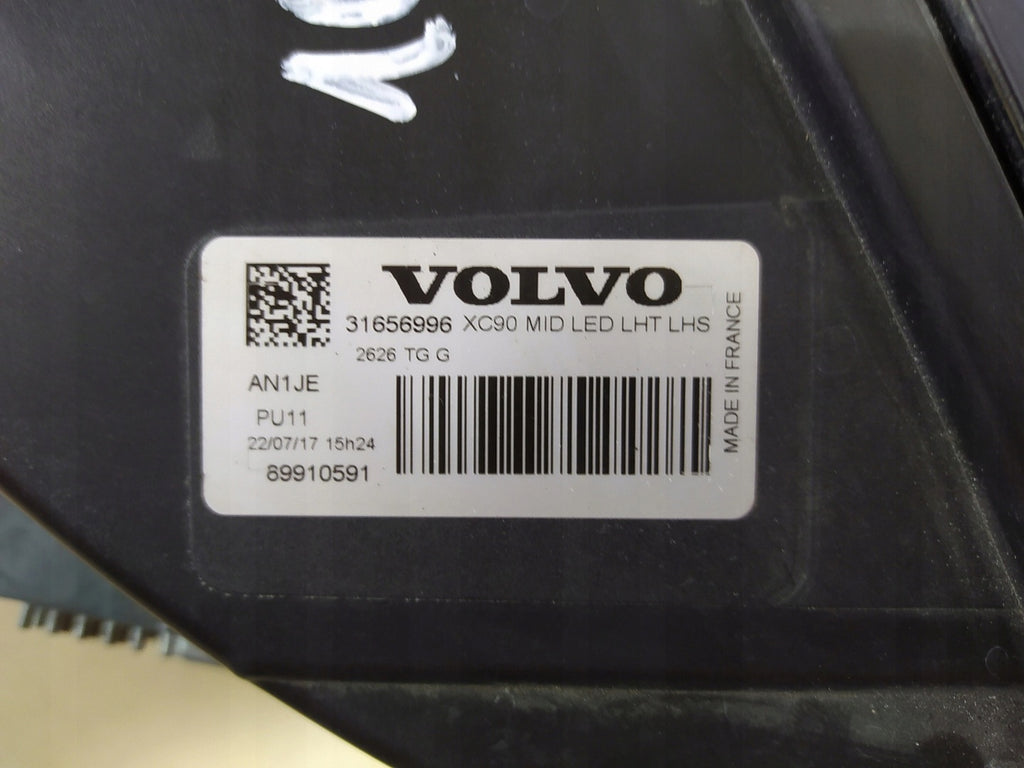 VOLVO
31656996 XC90 MID LED LHT LHS
2626 TG G
AN1JE
PU11
22/07/17 15h24
89910591
MADE IN FRANCE